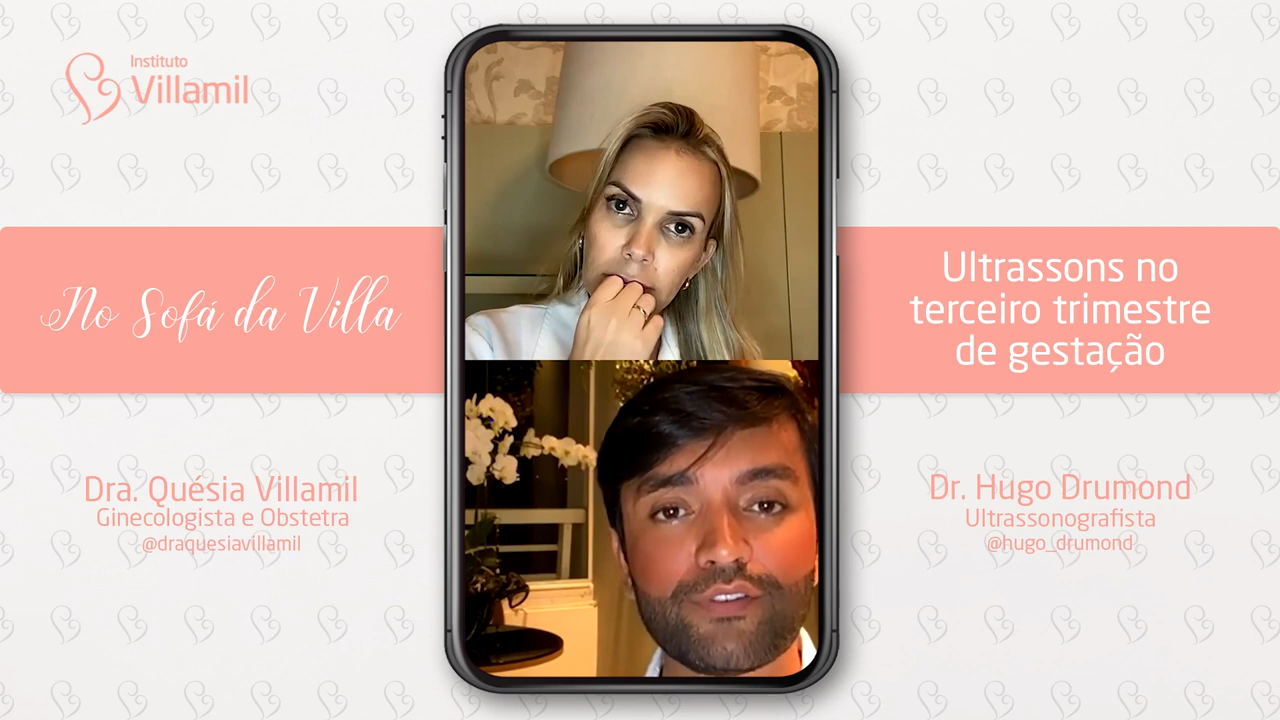 Instituto
Villamil
No Sofá da Villa
Ultrassons no
terceiro trimestre
de gestação
Dra. Quésia Villamil
Ginecologista e Obstetra
@draquesiavillamil
Dr. Hugo Drumond
Ultrassonografista
@hugo_drumond